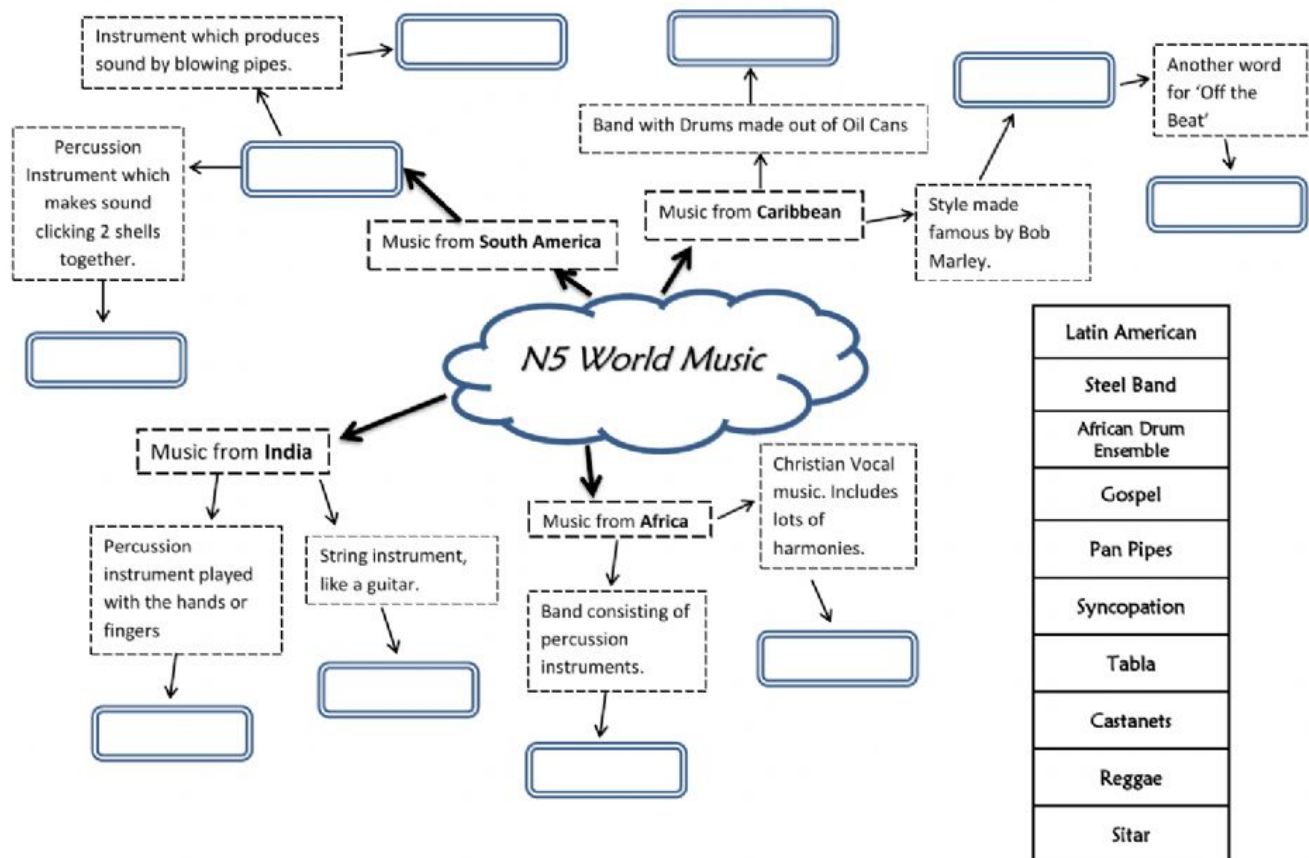 Instrument which produces
sound by blowing pipes.
Percussion
Instrument which
makes sound
clicking 2 shells
together.
Music from South America
Band with Drums made out of Oil Cans
Music from Caribbean
Style made
famous by Bob
Marley.
Another word
for ‘Off the
Beat’
N5 World Music
Music from India
Percussion
instrument played
with the hands or
fingers
String instrument,
like a guitar.
Music from Africa
Band consisting of
percussion
instruments.
Christian Vocal
music. Includes
lots of
harmonies.
Latin American
Steel Band
African Drum
Ensemble
Gospel
Pan Pipes
Syncopation
Tabla
Castanets
Reggae
Sitar